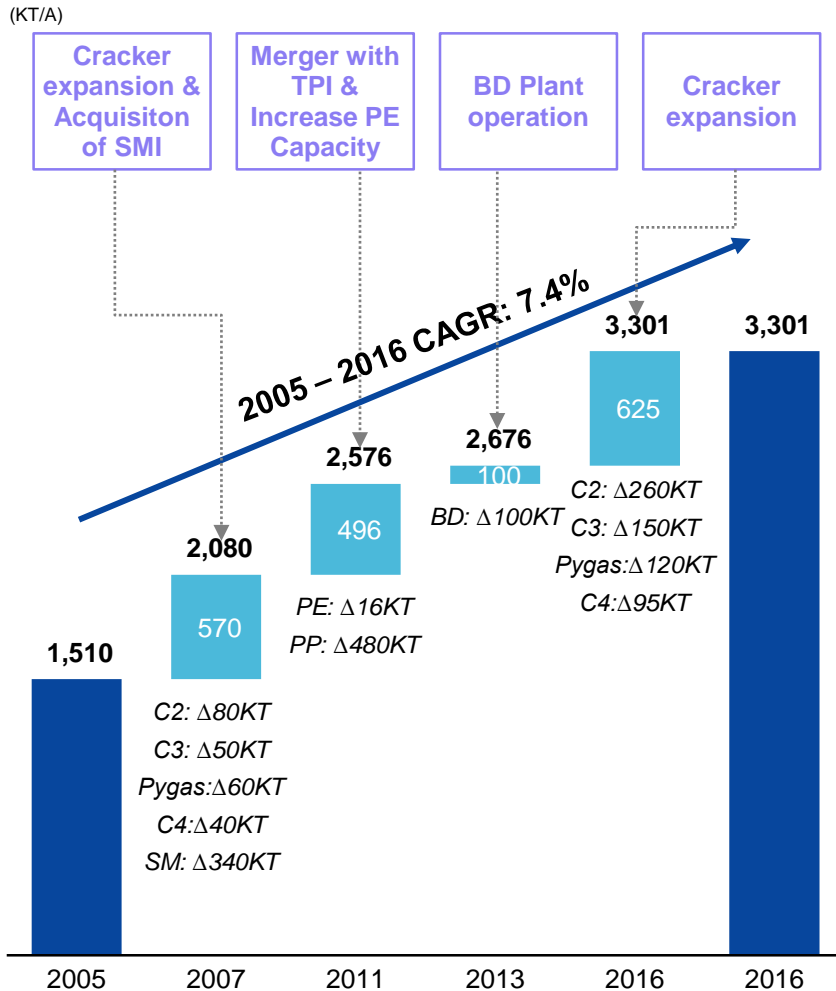 (KT/A)
Cracker
expansion &
Acquisiton
of SMI
Merger with
TPI &
Increase PE
Capacity
BD Plant
operation
Cracker
expansion
2005 – 2016 CAGR: 7.4%
1,510
2,080
570
C2: Δ80KT
C3: Δ50KT
Pygas:Δ60KT
C4:Δ40KT
SM: Δ340KT
2,576
496
PE: Δ16KT
PP: Δ480KT
2,676
100
BD: Δ100KT
3,301
625
C2: Δ260KT
C3: Δ150KT
Pygas:Δ120KT
C4: Δ95KT
3,301
2005 2007 2011 2013 2016 2016